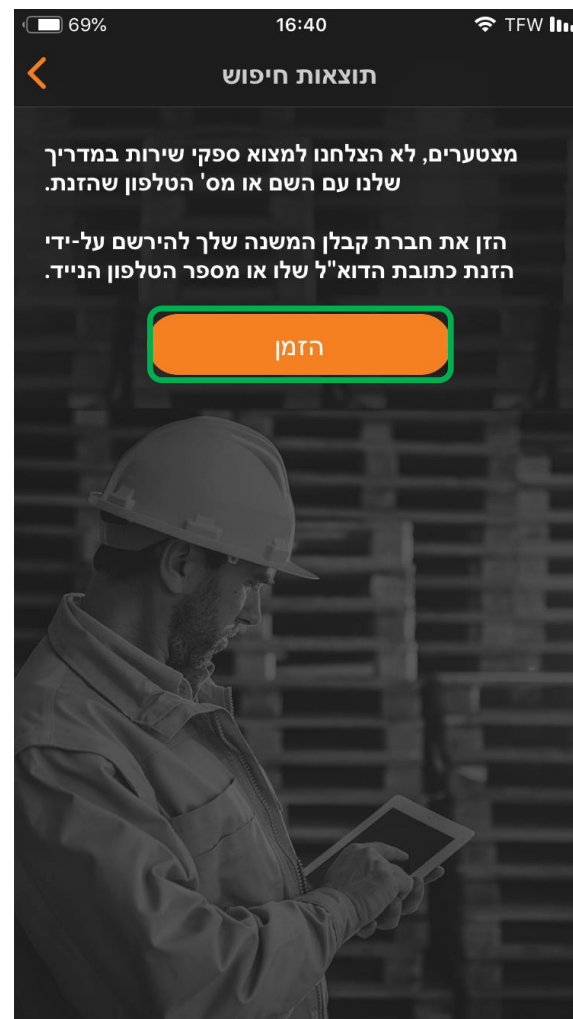 69% 16:40 TFW
תוצאות חיפוש
מצטערים, לא הצלחנו למצוא ספקי שירות במדריך
שלנו עם השם או מס' הטלפון שהזנת.
הזן את חברת קבלן המשנה שלך להירשם על-ידי
הזנת כתובת הדוא"ל שלו או מספר הטלפון הנייד.
הזמן